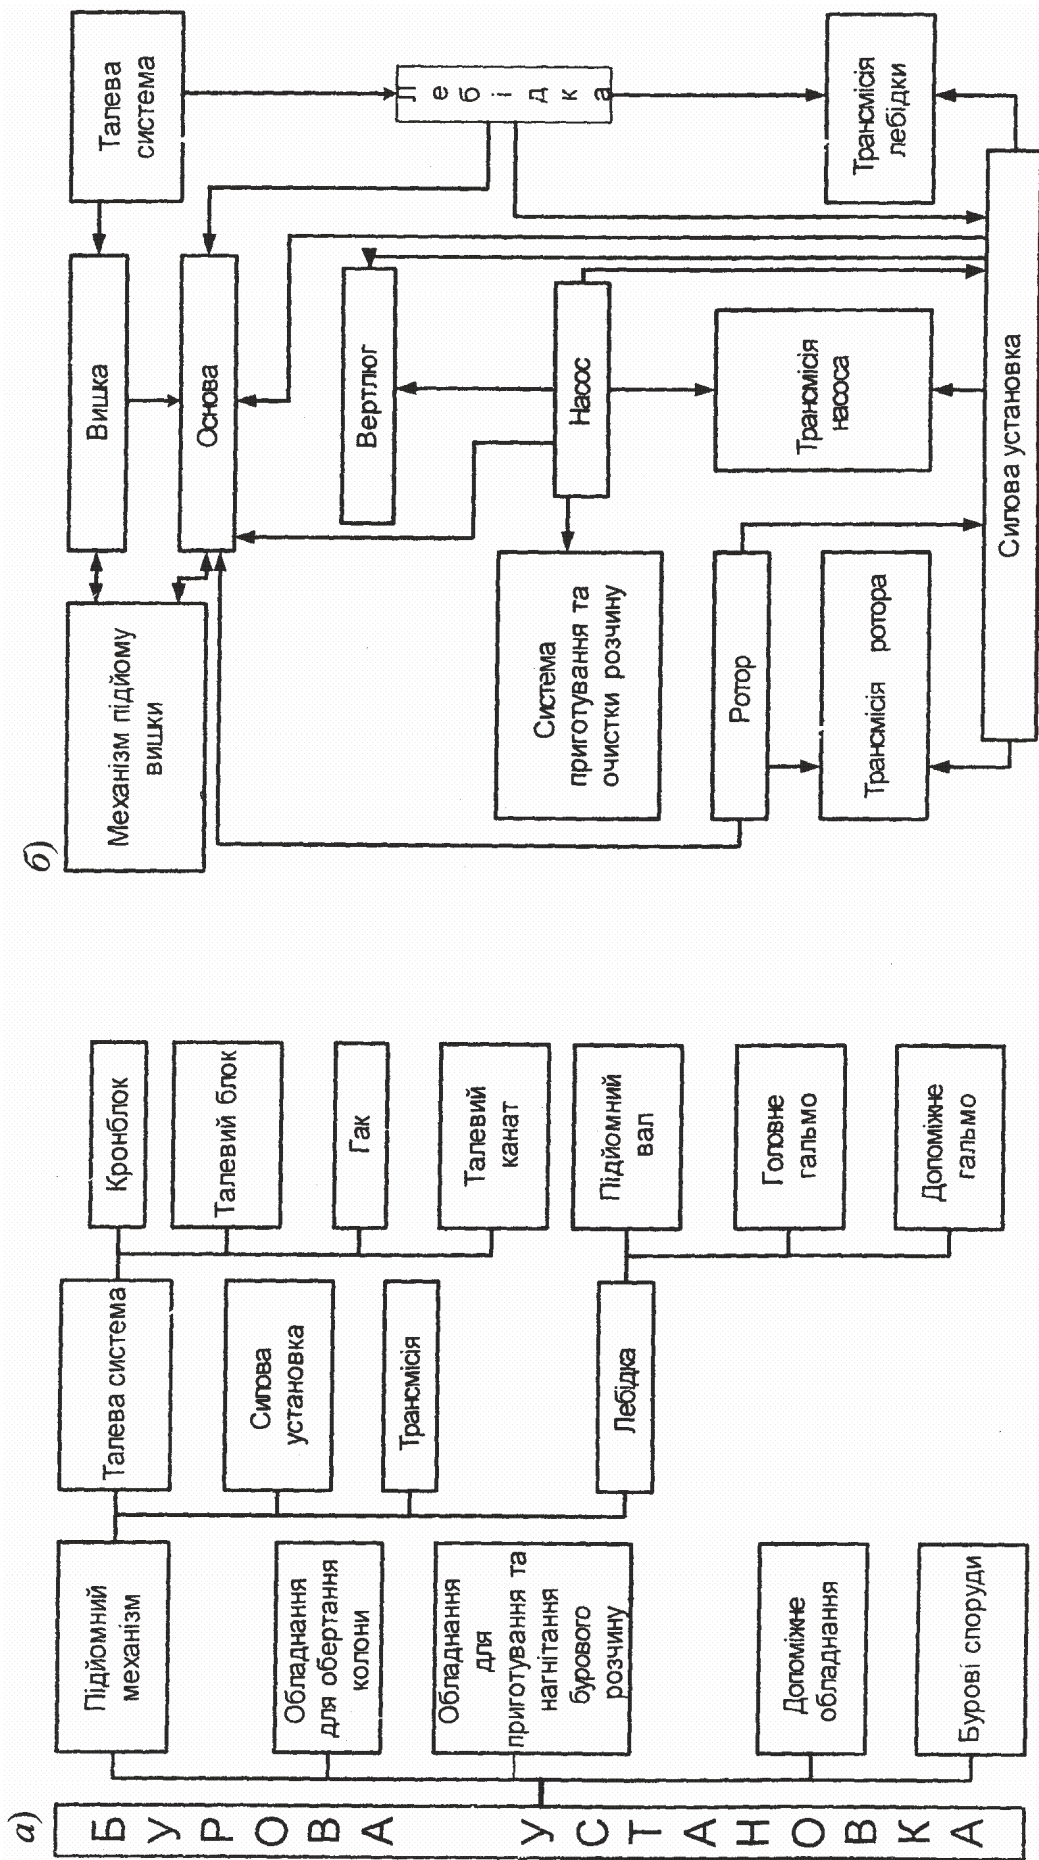 а)
БУРОВА УСТАНОВКА
Підйомний
механізм
Обладнання
для обертання
колони
Обладнання
для
приготування та
нагнітання
бурового
розчину
Допоміжне
обладнання
Бурові споруди
Талева система
Силова
установка
Трансмісія
Лебідка
Кронблок
Талевий блок
Гак
Талевий
канат
Підйомний
вал
Головне
гальмо
Допоміжне
гальмо
б)
Механізм підйому
вишки
Вишка
Талева
система
Основа
Лебідка
Вертлюг
Система
приготування та
очистки розчину
Насос
Ротор
Трансмісія
насоса
Трансмісія ротора
Трансмісія
лебідки
Силова установка